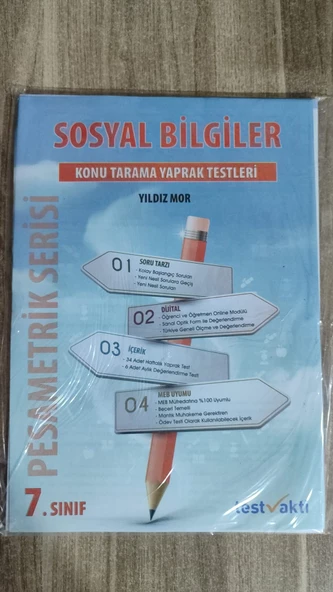 SOSYAL BİLGİLER
KONU TARAMA YAPRAK TESTLERİ
YILDIZ MOR
PESAMETRİK SERİSİ
01
SORU TARZI
- Kolay Başlangıç Soruları
- Yeni Nesil Sorulara Geçiş
- Yeni Nesil Sorular
02
DİJİTAL
- Öğrenci ve Öğretmen Online Modülü
- Sanal Optik Form ile Değerlendirme
- Türkiye Geneli Ölçme ve Değerlendirme
03
İÇERİK
- 34 Adet Haftalık Yaprak Test
- 6 Adet Aylık Değerlendirme Testi
04
MEB UYUMU
- MEB Müfredatına %100 Uyumlu
- Beceri Temelli
- Mantık Muhakeme Gerektiren
- Ödev Testi Olarak Kullanılabilecek İçerik
7. SINIF
testvakti